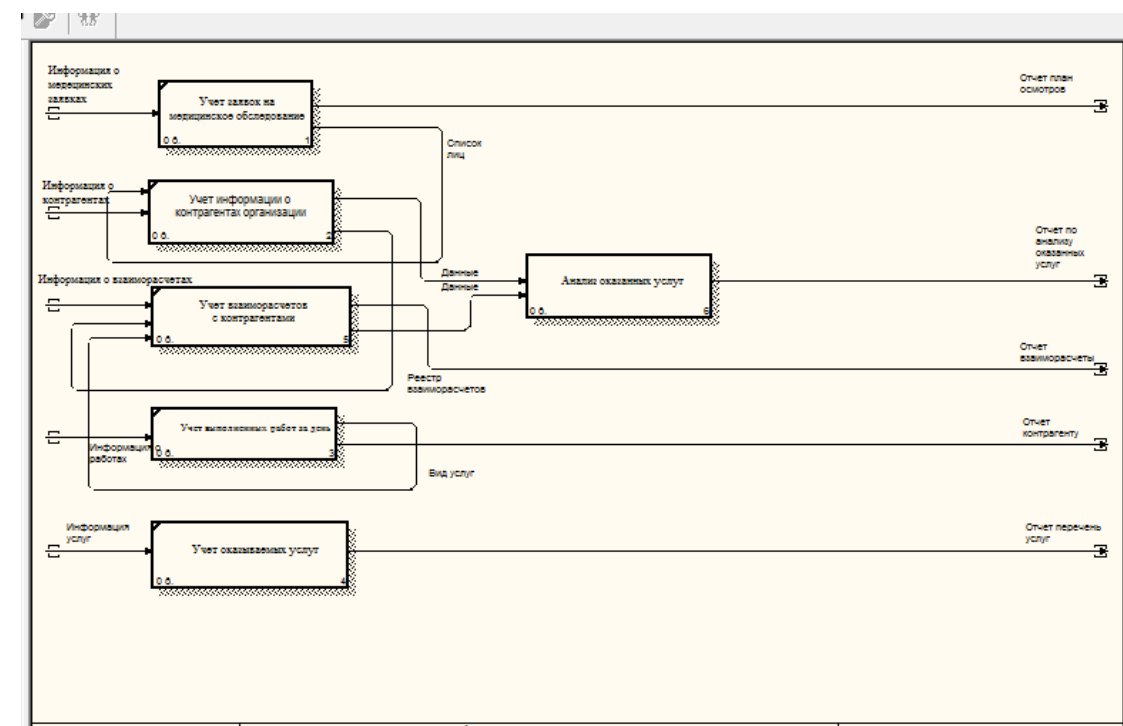 Информация о
медецинских
заявках
Учет заявок на
медицинское обследование
0 б.
1
Отчет план
осмотров
Список
лиц
Информация о
контрагентах
Учет информации о
контрагентах организации
0 б.
2
Отчет по
анализу
оказанных
услуг
Данные
Данные
Анализ оказанных услуг
0 б.
6
Информация о взаиморасчетах
Учет взаиморасчетов
с контрагентами
0 б.
5
Отчет
взаиморасчеты
Реестр
взаиморасчетов
Учет выполненных работ за день
0 б.
3
Информация о
работах
Отчет
контрагенту
Вид услуг
Информация
услуг
Учет оказываемых услуг
0 б.
4
Отчет перечень
услуг